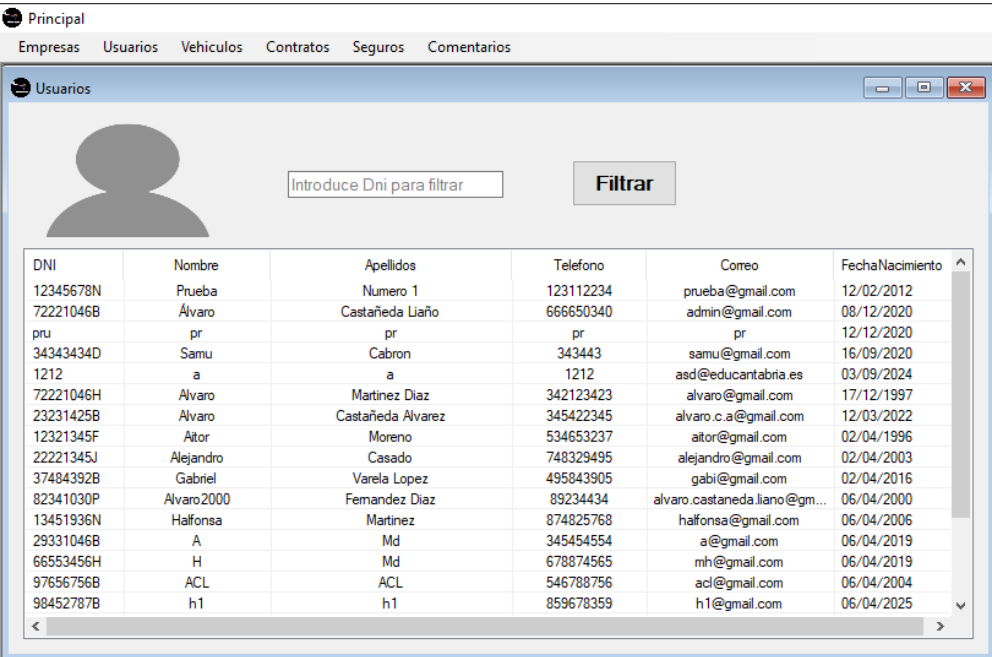 Principal
Empresas Usuarios Vehiculos Contratos Seguros Comentarios
Usuarios
Introduce Dni para filtrar Filtrar
DNI Nombre Apellidos Telefono Correo FechaNacimiento
12345678N Prueba Numero 1 123112234 prueba@gmail.com 12/02/2012
72221046B Álvaro Castañeda Liaño 666650340 admin@gmail.com 08/12/2020
pru pr pr pr pr 12/12/2020
34343434D Samu Cabron 343443 samu@gmail.com 16/09/2020
1212 a a 1212 asd@educantabria.es 03/09/2024
72221046H Alvaro Martinez Diaz 342123423 alvaro@gmail.com 17/12/1997
23231425B Alvaro Castañeda Alvarez 345422345 alvaro.c.a@gmail.com 12/03/2022
12321345F Aitor Moreno 534653237 aitor@gmail.com 02/04/1996
22221345J Alejandro Casado 748329495 alejandro@gmail.com 02/04/2003
37484392B Gabriel Varela Lopez 495843905 gabi@gmail.com 02/04/2016
82341030P Alvaro2000 Fernandez Diaz 89234434 alvaro.castaneda.liano@gm... 06/04/2000
13451936N Halfonsa Martinez 874825768 halfonsa@gmail.com 06/04/2006
29331046B A Md 345454554 a@gmail.com 06/04/2019
66553456H H Md 678874565 mh@gmail.com 06/04/2019
97656756B ACL ACL 546788756 acl@gmail.com 06/04/2004
98452787B h1 h1 859678359 h1@gmail.com 06/04/2025